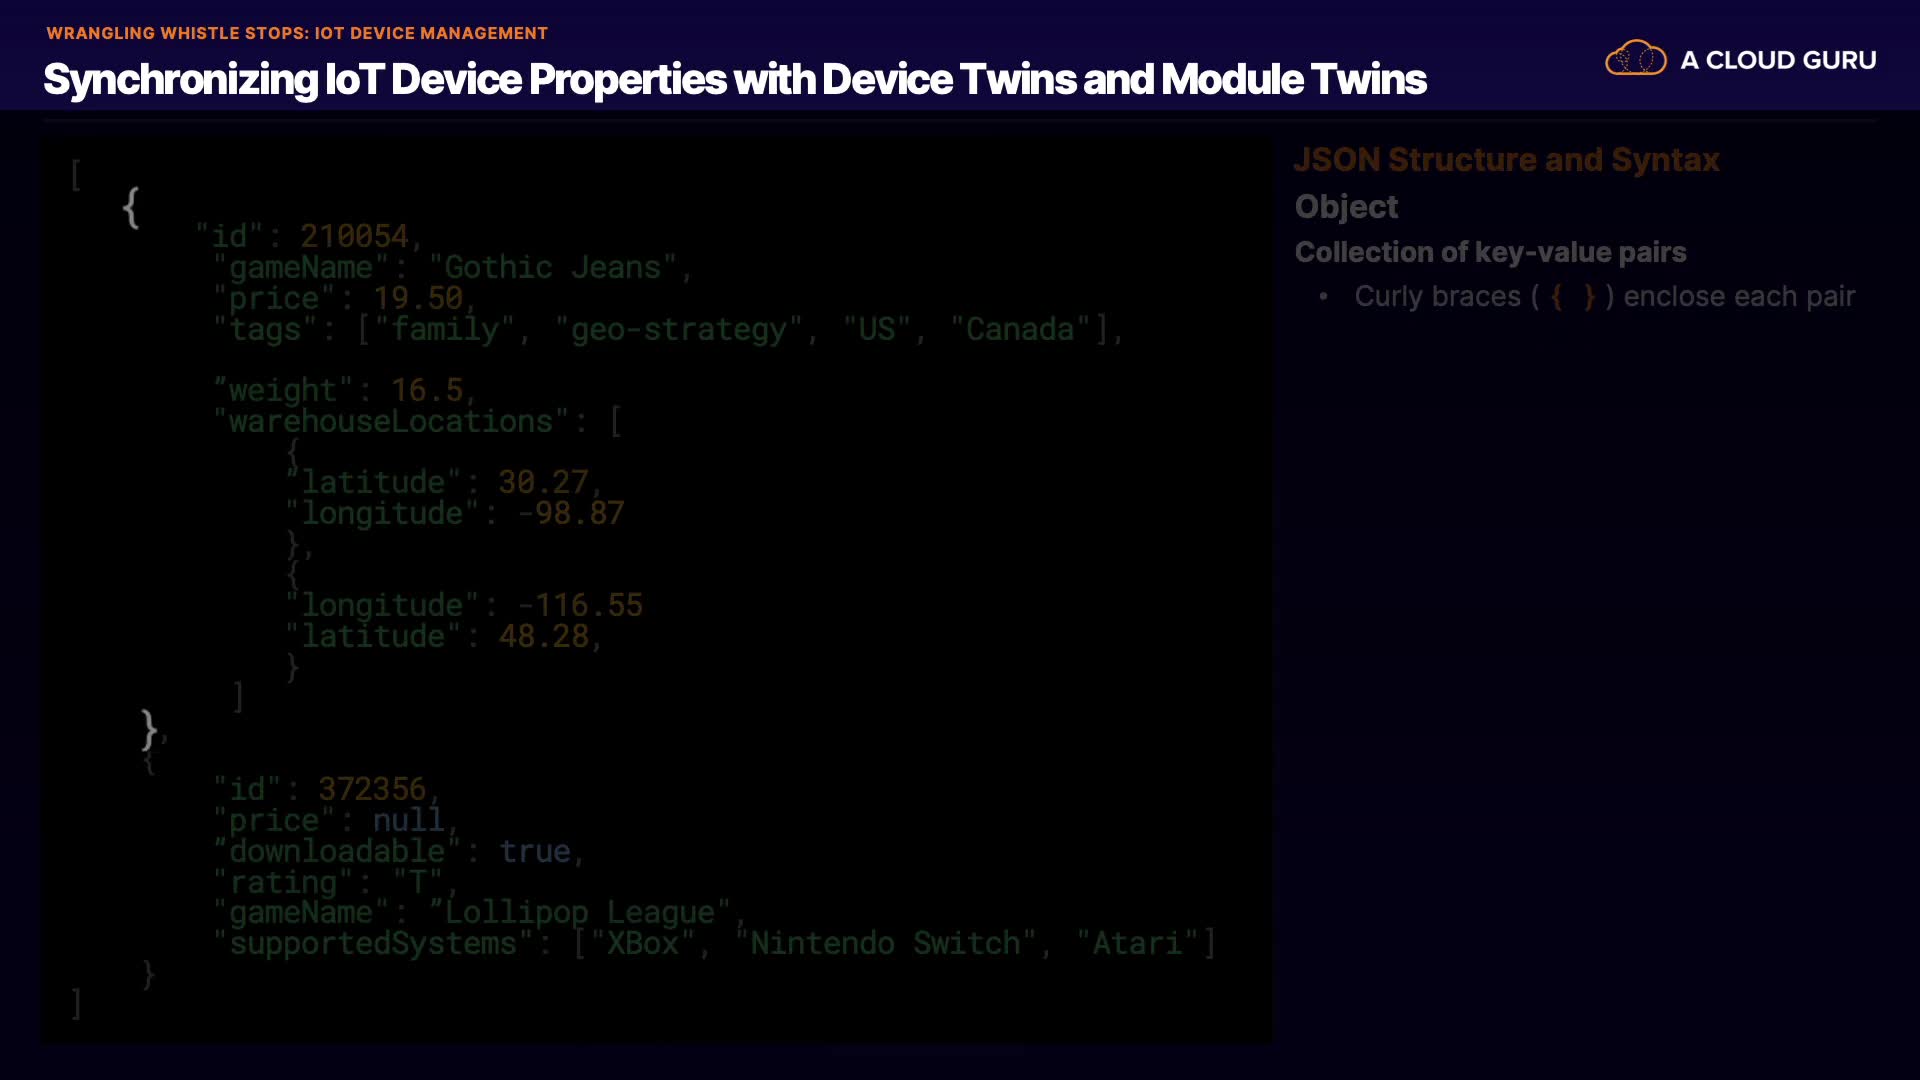 WRANGLING WHISTLE STOPS: IOT DEVICE MANAGEMENT
Synchronizing IoT Device Properties with Device Twins and Module Twins
A CLOUD GURU
[
{
"id": 210054,
"gameName": "Gothic Jeans",
"price": 19.50,
"tags": ["family", "geo-strategy", "US", "Canada"],
”weight": 16.5,
"warehouseLocations": [
{
“latitude": 30.27,
"longitude": -98.87
},
{
"longitude": -116.55
"latitude": 48.28,
}
]
},
{
"id": 372356,
"price": null,
”downloadable": true,
"rating": "T",
"gameName": ”Lollipop League",
"supportedSystems": ["XBox", "Nintendo Switch", "Atari"]
}
]
JSON Structure and Syntax
Object
Collection of key-value pairs
• Curly braces ( { } ) enclose each pair